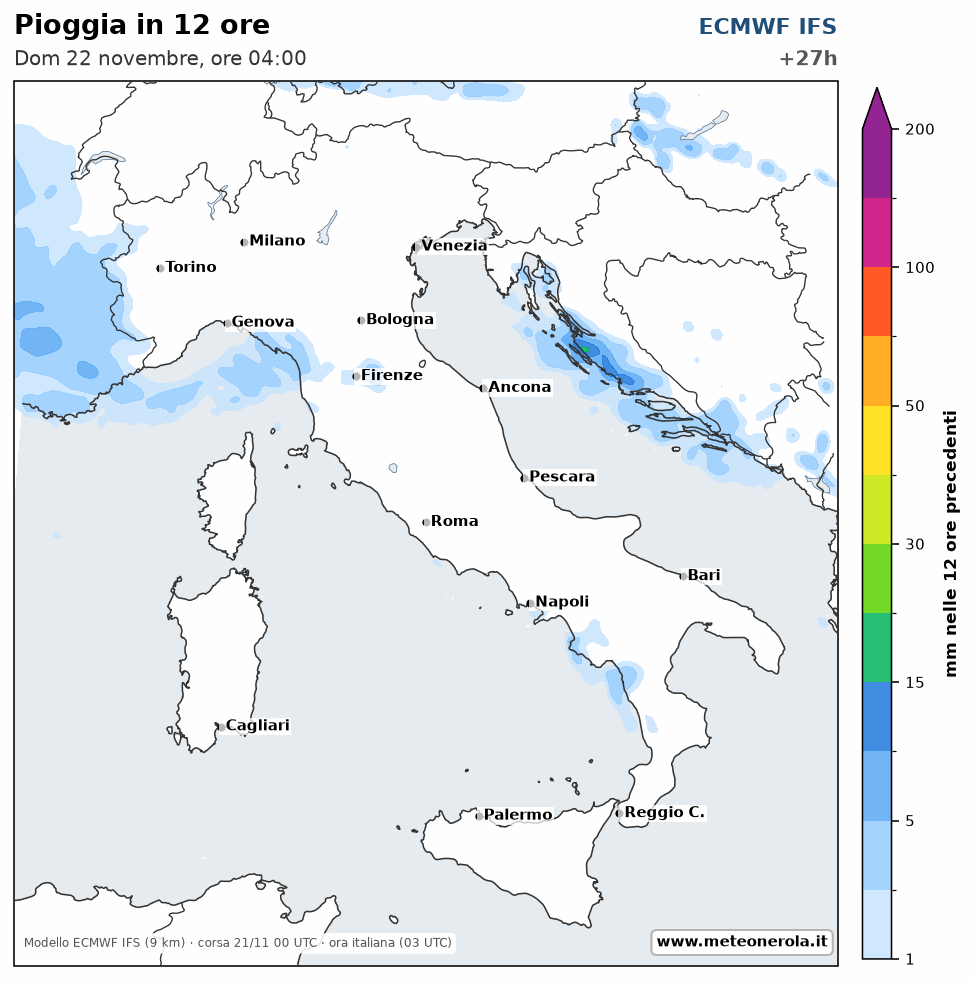 Pioggia in 12 ore
ECMWF IFS
Dom 22 novembre, ore 04:00
+27h
200
100
50
30
15
5
1
mm nelle 12 ore precedenti
Milano
Venezia
Torino
Genova
Bologna
Firenze
Ancona
Pescara
Roma
Bari
Napoli
Cagliari
Palermo
Reggio C.
Modello ECMWF IFS (9 km) · corsa 21/11 00 UTC · ora italiana (03 UTC)
www.meteonerola.it